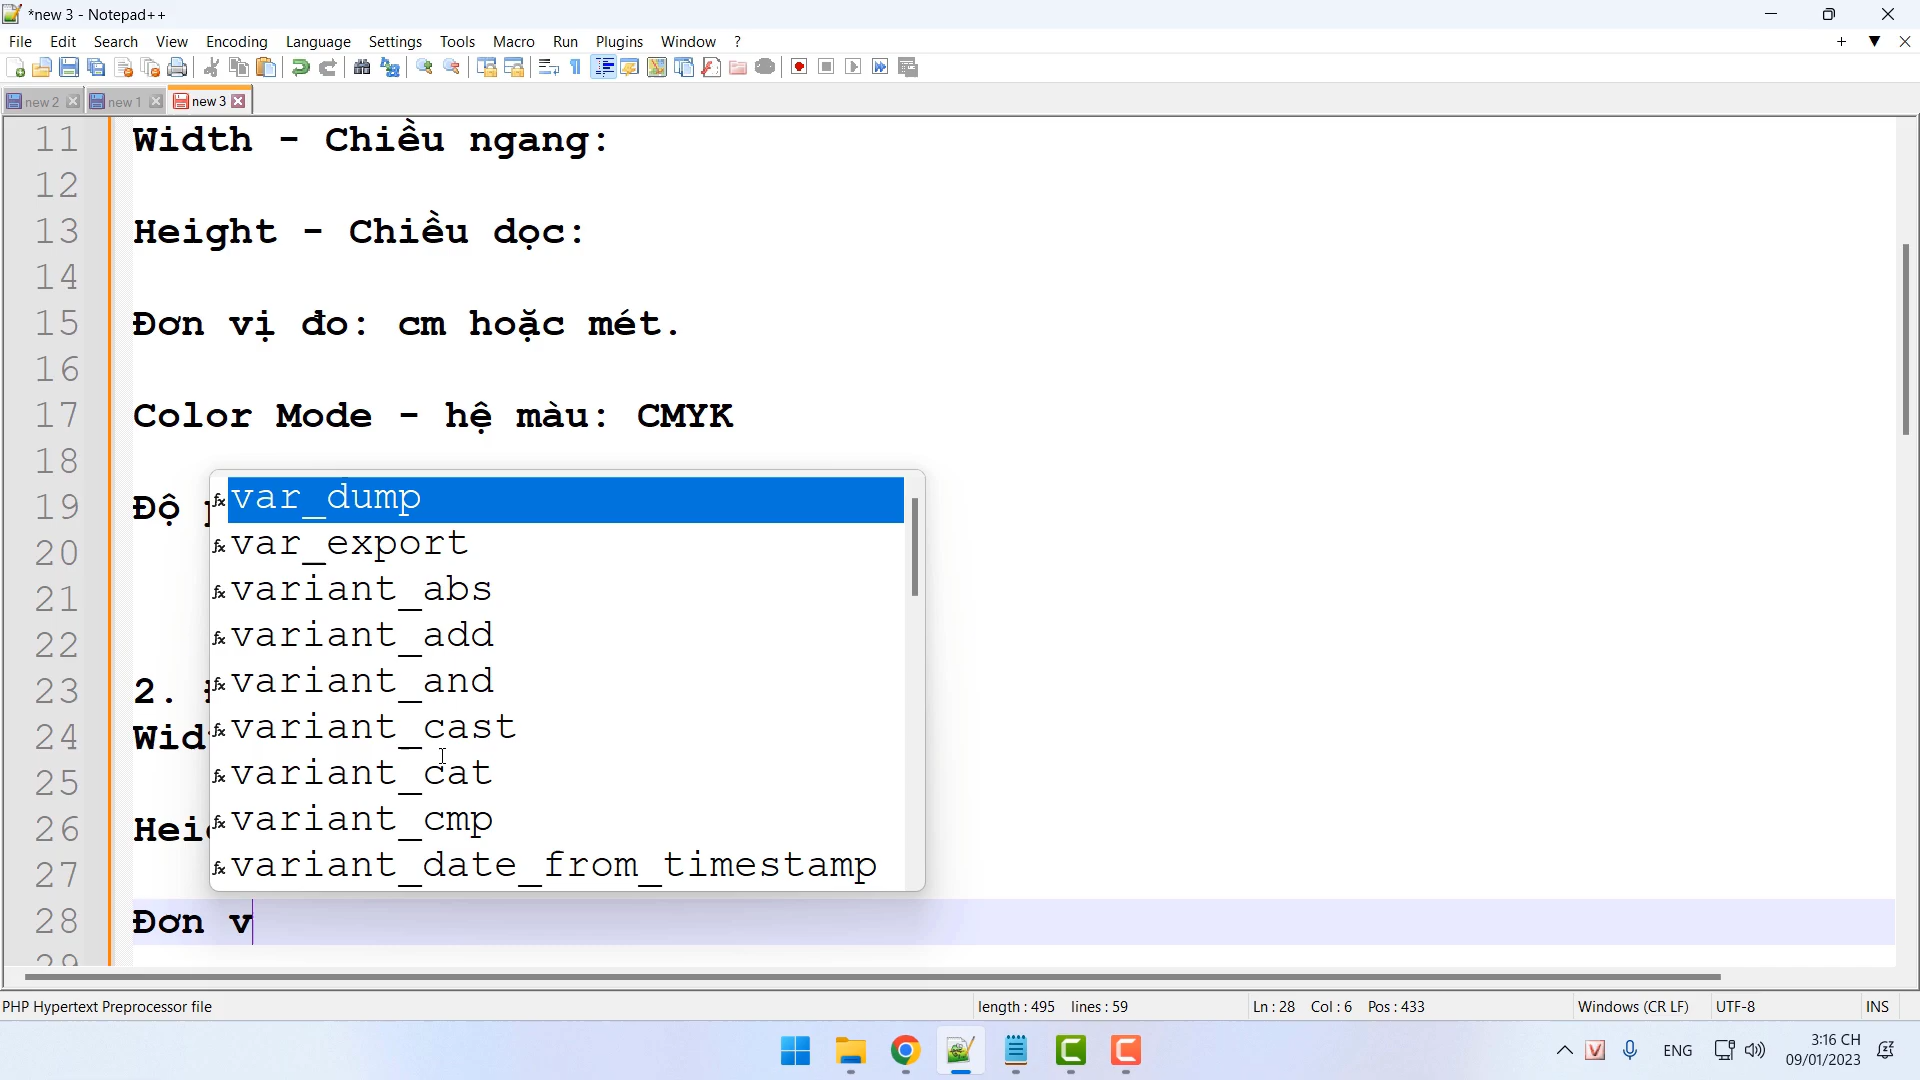 *new 3 - Notepad++
File Edit Search View Encoding Language Settings Tools Macro Run Plugins Window ?
new 2 new 1 new 3
11 Width - Chiều ngang:
12
13 Height - Chiều dọc:
14
15 Đơn vị đo: cm hoặc mét.
16
17 Color Mode - hệ màu: CMYK
18
19 Độ
20
21
22
23 2.
24 Wid
25
26 Hei
27
28 Đơn v
29
var_dump
var_export
variant_abs
variant_add
variant_and
variant_cast
variant_cat
variant_cmp
variant_date_from_timestamp
PHP Hypertext Preprocessor file length : 495 lines : 59 Ln : 28 Col : 6 Pos : 433 Windows (CR LF) UTF-8 INS
ENG 3:16 CH
09/01/2023